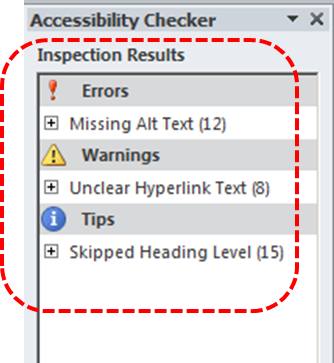 Accessibility Checker
Inspection Results
Errors
Missing Alt Text (12)
Warnings
Unclear Hyperlink Text (8)
Tips
Skipped Heading Level (15)